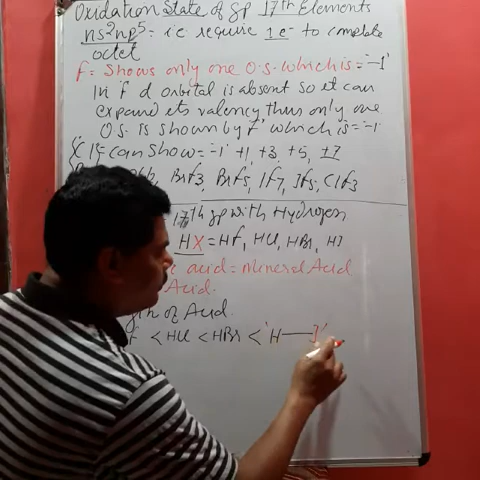 Oxidation State of gp 17th Elements
ns²np⁵ = i.e require 1e⁻ to complete
octet
F = Shows only one O.S. which is = '-1'
In F d orbital is absent so it can
expand its valency thus only one
O.S. is shown by 'F' which is = -1
Cl = can show = -1 +1, +3, +5, +7
BrF3, BrF5, IF7, IF5, ClF3
17th gp with Hydrogen
HX = HF, HCl, HBr, HI
acid = Mineral Acid
Acid.
of Acid.
< HCl < HBr < 'H — I'